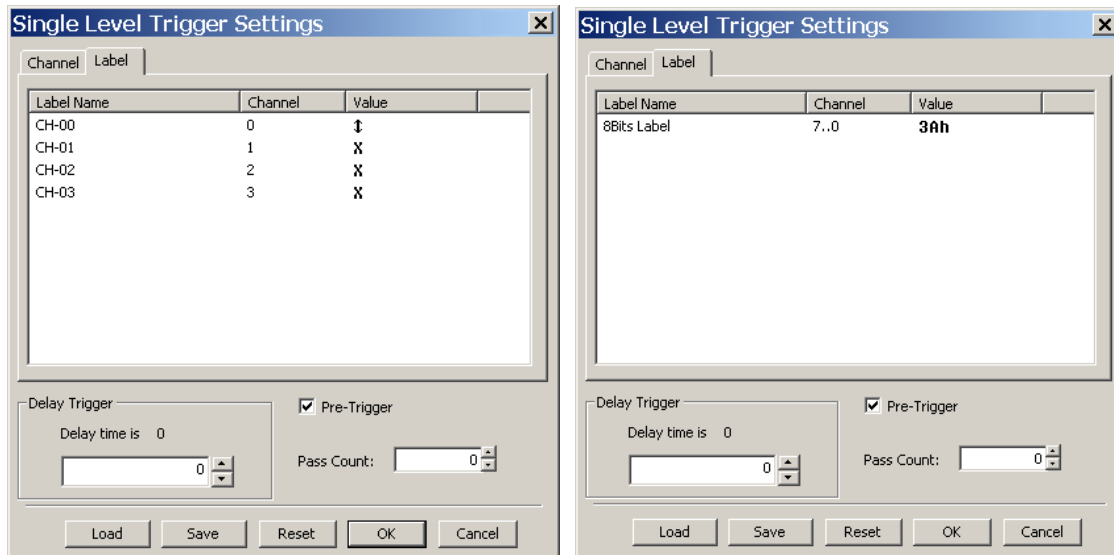 Single Level Trigger Settings
Channel Label
Label Name Channel Value
CH-00 0 ↕
CH-01 1 X
CH-02 2 X
CH-03 3 X
Delay Trigger
Delay time is 0
0
Pre-Trigger
Pass Count: 0
Load Save Reset OK Cancel
Single Level Trigger Settings
Channel Label
Label Name Channel Value
8Bits Label 7..0 3Ah
Delay Trigger
Delay time is 0
0
Pre-Trigger
Pass Count: 0
Load Save Reset OK Cancel